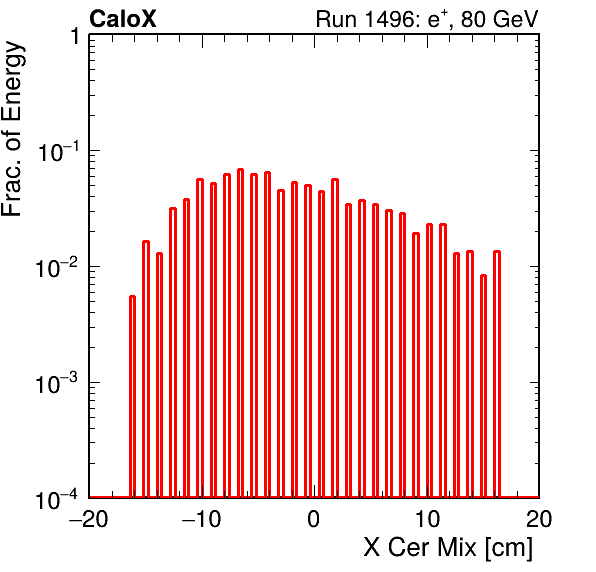 CaloX Run 1496: e⁺, 80 GeV
Frac. of Energy
1
10⁻¹
10⁻²
10⁻³
10⁻⁴
−20 −10 0 10 20
X Cer Mix [cm]